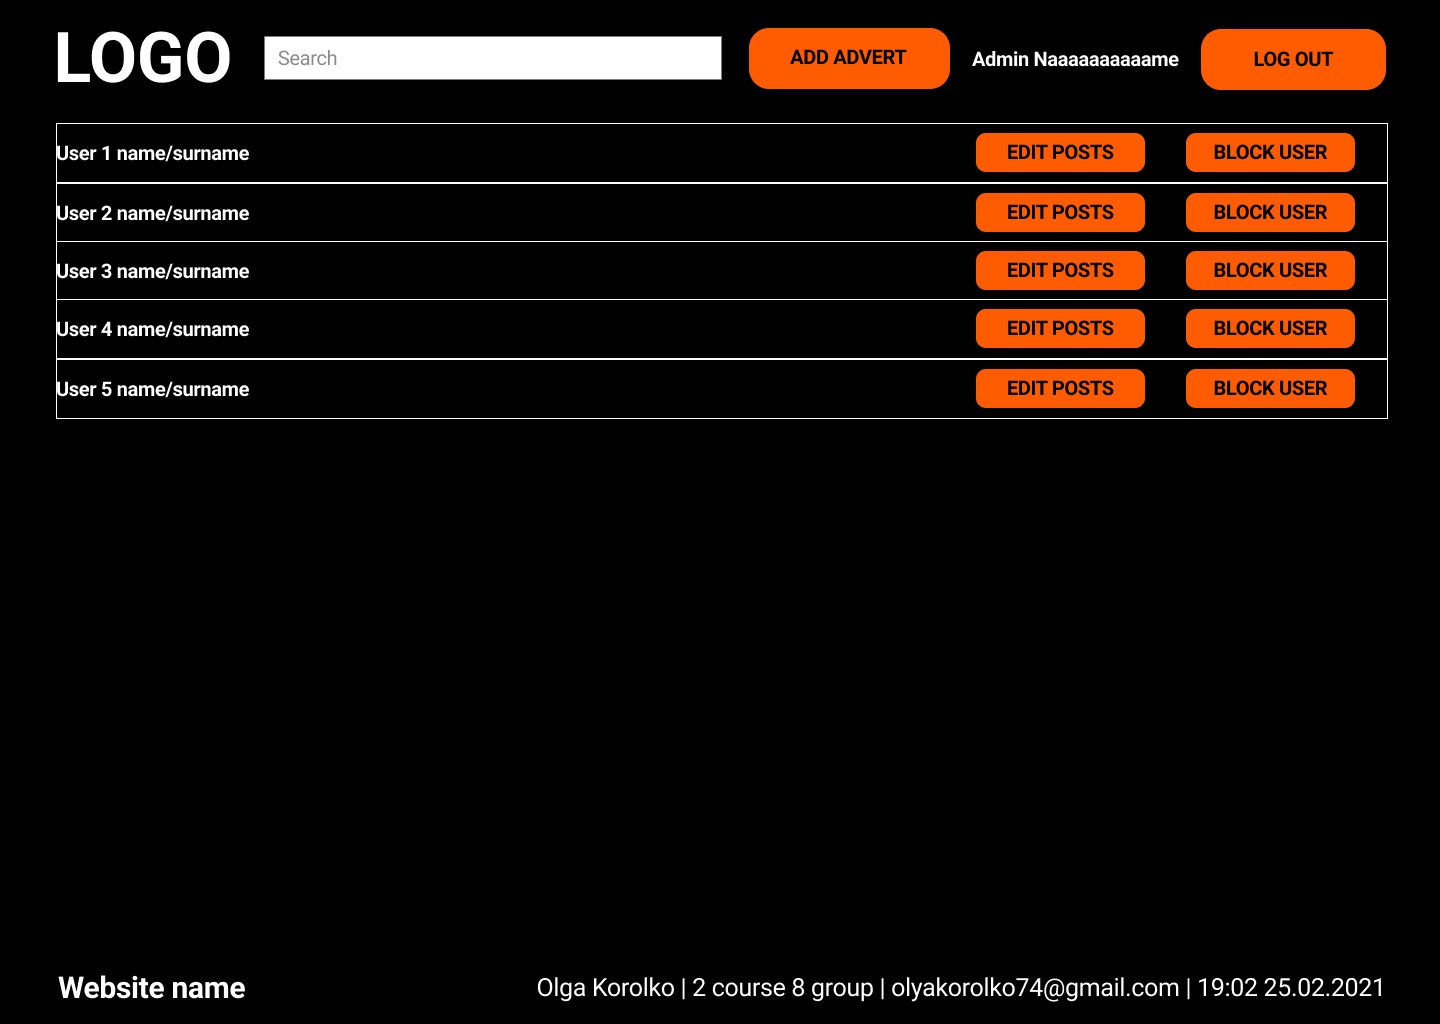 LOGO
Search
ADD ADVERT
Admin Naaaaaaaaaame
LOG OUT
User 1 name/surname
EDIT POSTS
BLOCK USER
User 2 name/surname
EDIT POSTS
BLOCK USER
User 3 name/surname
EDIT POSTS
BLOCK USER
User 4 name/surname
EDIT POSTS
BLOCK USER
User 5 name/surname
EDIT POSTS
BLOCK USER
Website name
Olga Korolko | 2 course 8 group | olyakorolko74@gmail.com | 19:02 25.02.2021